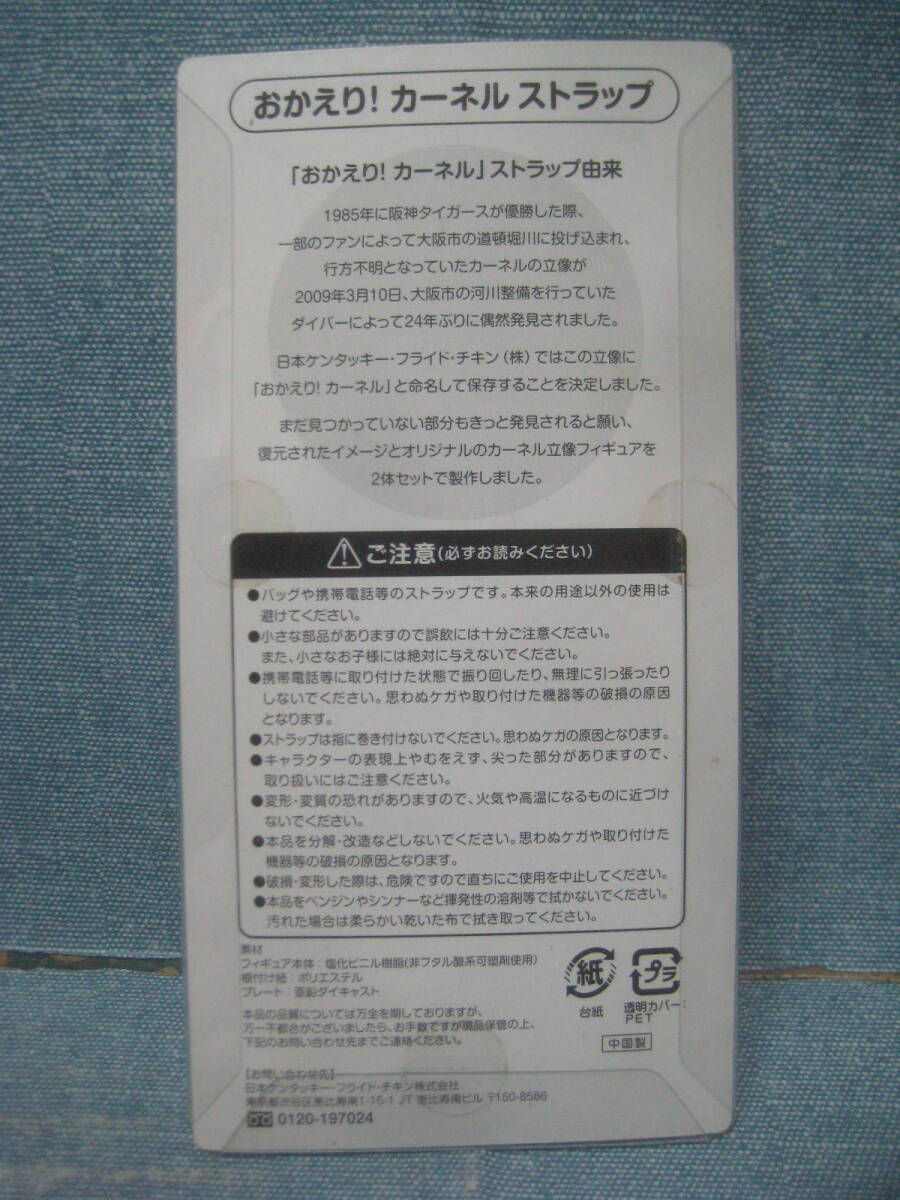 おかえり! カーネル ストラップ
「おかえり! カーネル」ストラップ由来
1985年に阪神タイガースが優勝した際、
一部のファンによって大阪市の道頓堀川に投げ込まれ、
行方不明となっていたカーネルの立像が
2009年3月10日、大阪市の河川整備を行っていた
ダイバーによって24年ぶりに偶然発見されました。
日本ケンタッキー・フライド・チキン(株)ではこの立像に
「おかえり! カーネル」と命名して保存することを決定しました。
まだ見つかっていない部分もきっと発見されると願い、
復元されたイメージとオリジナルのカーネル立像フィギュアを
2体セットで製作しました。
ご注意(必ずお読みください)
●バッグや携帯電話等のストラップです。本来の用途以外の使用は
避けてください。
●小さな部品がありますので誤飲には十分ご注意ください。
また、小さなお子様には絶対に与えないでください。
●携帯電話等に取り付けた状態で振り回したり、無理に引っ張ったり
しないでください。思わぬケガや取り付けた機器等の破損の原因
となります。
●ストラップは指に巻き付けないでください。思わぬケガの原因となります。
●キャラクターの表現上やむをえず、尖った部分がありますので、
取り扱いにはご注意ください。
●変形・変質の恐れがありますので、火気や高温になるものに近づけ
ないでください。
●本品を分解・改造などしないでください。思わぬケガや取り付けた
機器等の破損の原因となります。
●破損・変形した際は、危険ですので直ちにご使用を中止してください。
●本品をベンジンやシンナーなど揮発性の溶剤等で拭かないでください。
汚れた場合は柔らかい乾いた布で拭き取ってください。
素材
フィギュア本体：塩化ビニル樹脂(非フタル酸系可塑剤使用)
根付け紐：ポリエステル
プレート：亜鉛ダイキャスト
本品の品質については万全を期しておりますが、
万一不都合がございましたら、お手数ですが現品保管の上、
下記のお問い合わせ先までご連絡ください。
紙
台紙
プラ
透明カバー：
PET
中国製
【お問い合わせ先】
日本ケンタッキー・フライド・チキン株式会社
東京都渋谷区恵比寿南1-15-1 JT 恵比寿南ビル 〒150-8586
0120-197024